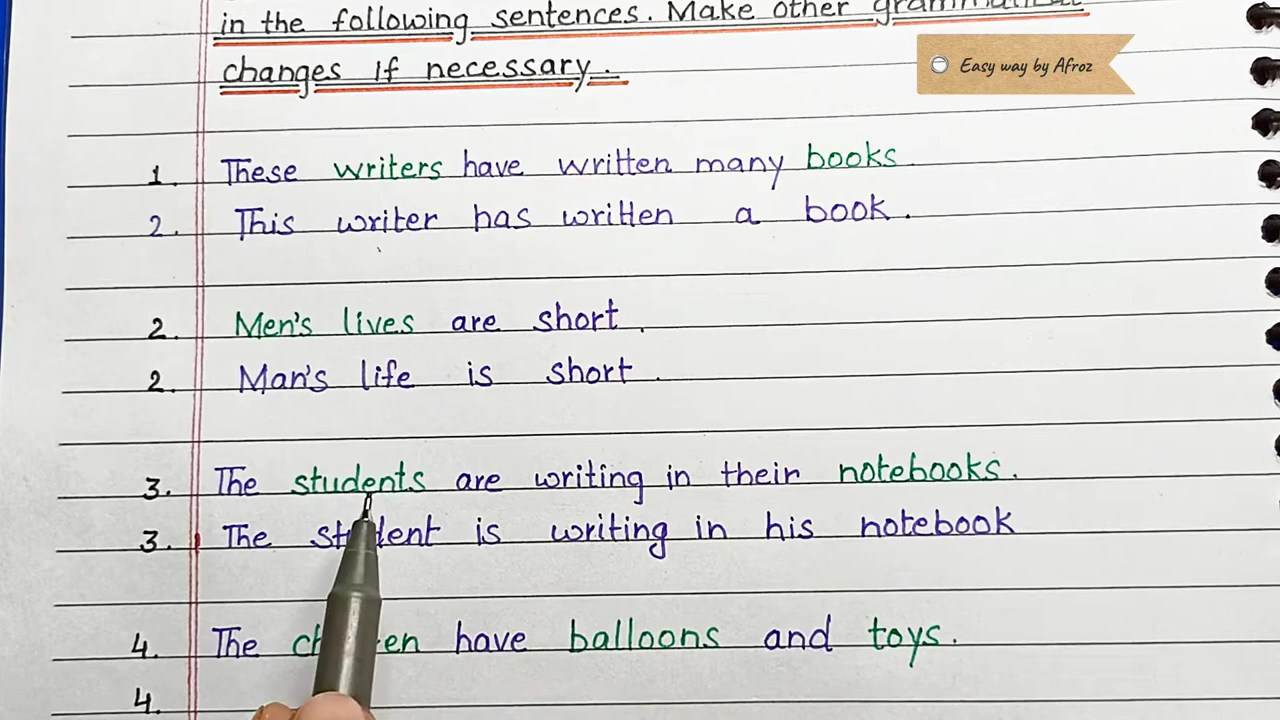 in the following sentences. Make other grammatical
changes if necessary.
Easy way by Afroz
1. These writers have written many books.
2. This writer has written a book.
2. Men's lives are short.
2. Man's life is short.
3. The students are writing in their notebooks.
3. The student is writing in his notebook
4. The children have balloons and toys.
4.